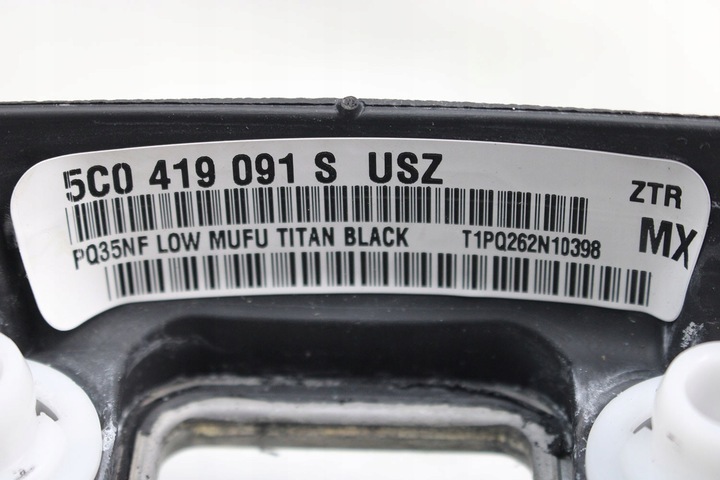 5C0 419 091 S USZ
ZTR
PQ35NF LOW MUFU TITAN BLACK T1PQ262N10398
MX